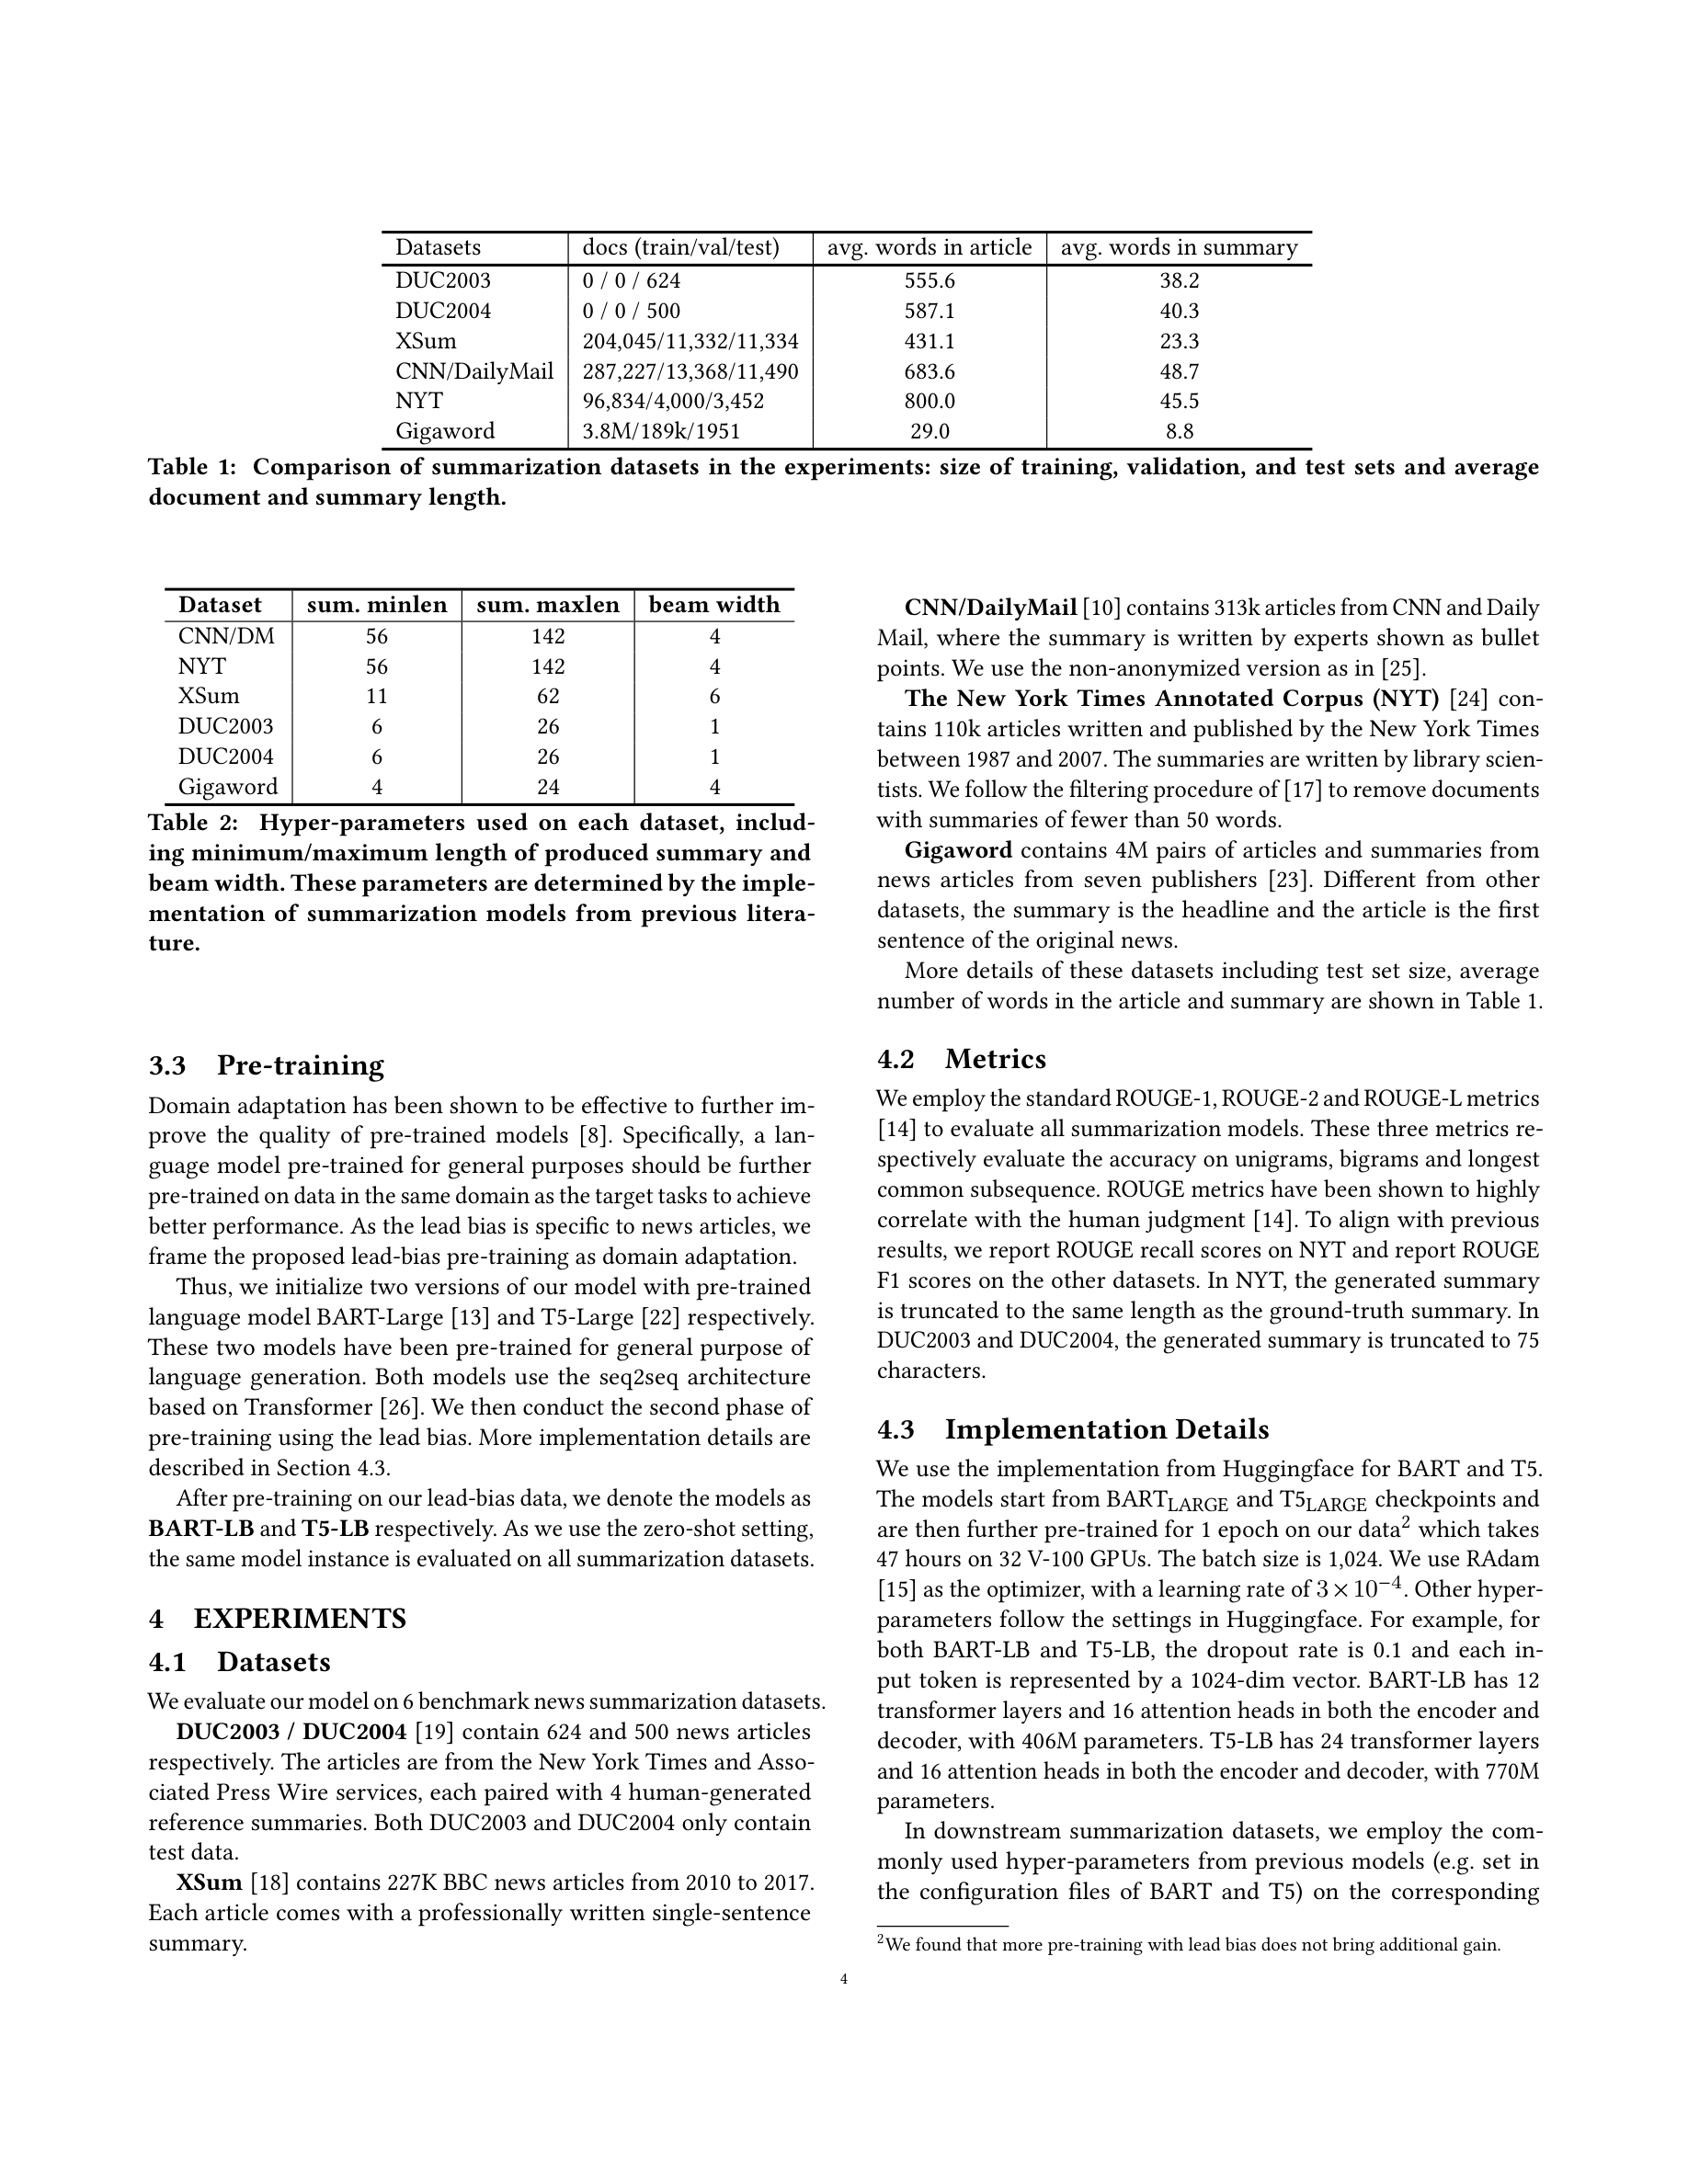 Datasets docs (train/val/test) avg. words in article avg. words in summary
DUC2003 0 / 0 / 624 555.6 38.2
DUC2004 0 / 0 / 500 587.1 40.3
XSum 204,045/11,332/11,334 431.1 23.3
CNN/DailyMail 287,227/13,368/11,490 683.6 48.7
NYT 96,834/4,000/3,452 800.0 45.5
Gigaword 3.8M/189k/1951 29.0 8.8
Table 1: Comparison of summarization datasets in the experiments: size of training, validation, and test sets and average
document and summary length.
Dataset sum. minlen sum. maxlen beam width
CNN/DM 56 142 4
NYT 56 142 4
XSum 11 62 6
DUC2003 6 26 1
DUC2004 6 26 1
Gigaword 4 24 4
Table 2: Hyper-parameters used on each dataset, includ-
ing minimum/maximum length of produced summary and
beam width. These parameters are determined by the imple-
mentation of summarization models from previous litera-
ture.
3.3 Pre-training
Domain adaptation has been shown to be effective to further im-
prove the quality of pre-trained models [8]. Specifically, a lan-
guage model pre-trained for general purposes should be further
pre-trained on data in the same domain as the target tasks to achieve
better performance. As the lead bias is specific to news articles, we
frame the proposed lead-bias pre-training as domain adaptation.
Thus, we initialize two versions of our model with pre-trained
language model BART-Large [13] and T5-Large [22] respectively.
These two models have been pre-trained for general purpose of
language generation. Both models use the seq2seq architecture
based on Transformer [26]. We then conduct the second phase of
pre-training using the lead bias. More implementation details are
described in Section 4.3.
After pre-training on our lead-bias data, we denote the models as
BART-LB and T5-LB respectively. As we use the zero-shot setting,
the same model instance is evaluated on all summarization datasets.
4 EXPERIMENTS
4.1 Datasets
We evaluate our model on 6 benchmark news summarization datasets.
DUC2003 / DUC2004 [19] contain 624 and 500 news articles
respectively. The articles are from the New York Times and Asso-
ciated Press Wire services, each paired with 4 human-generated
reference summaries. Both DUC2003 and DUC2004 only contain
test data.
XSum [18] contains 227K BBC news articles from 2010 to 2017.
Each article comes with a professionally written single-sentence
summary.
CNN/DailyMail [10] contains 313k articles from CNN and Daily
Mail, where the summary is written by experts shown as bullet
points. We use the non-anonymized version as in [25].
The New York Times Annotated Corpus (NYT) [24] con-
tains 110k articles written and published by the New York Times
between 1987 and 2007. The summaries are written by library scien-
tists. We follow the filtering procedure of [17] to remove documents
with summaries of fewer than 50 words.
Gigaword contains 4M pairs of articles and summaries from
news articles from seven publishers [23]. Different from other
datasets, the summary is the headline and the article is the first
sentence of the original news.
More details of these datasets including test set size, average
number of words in the article and summary are shown in Table 1.
4.2 Metrics
We employ the standard ROUGE-1, ROUGE-2 and ROUGE-L metrics
[14] to evaluate all summarization models. These three metrics re-
spectively evaluate the accuracy on unigrams, bigrams and longest
common subsequence. ROUGE metrics have been shown to highly
correlate with the human judgment [14]. To align with previous
results, we report ROUGE recall scores on NYT and report ROUGE
F1 scores on the other datasets. In NYT, the generated summary
is truncated to the same length as the ground-truth summary. In
DUC2003 and DUC2004, the generated summary is truncated to 75
characters.
4.3 Implementation Details
We use the implementation from Huggingface for BART and T5.
The models start from BART_LARGE and T5_LARGE checkpoints and
are then further pre-trained for 1 epoch on our data² which takes
47 hours on 32 V-100 GPUs. The batch size is 1,024. We use RAdam
[15] as the optimizer, with a learning rate of 3 × 10⁻⁴. Other hyper-
parameters follow the settings in Huggingface. For example, for
both BART-LB and T5-LB, the dropout rate is 0.1 and each in-
put token is represented by a 1024-dim vector. BART-LB has 12
transformer layers and 16 attention heads in both the encoder and
decoder, with 406M parameters. T5-LB has 24 transformer layers
and 16 attention heads in both the encoder and decoder, with 770M
parameters.
In downstream summarization datasets, we employ the com-
monly used hyper-parameters from previous models (e.g. set in
the configuration files of BART and T5) on the corresponding
²We found that more pre-training with lead bias does not bring additional gain.
4